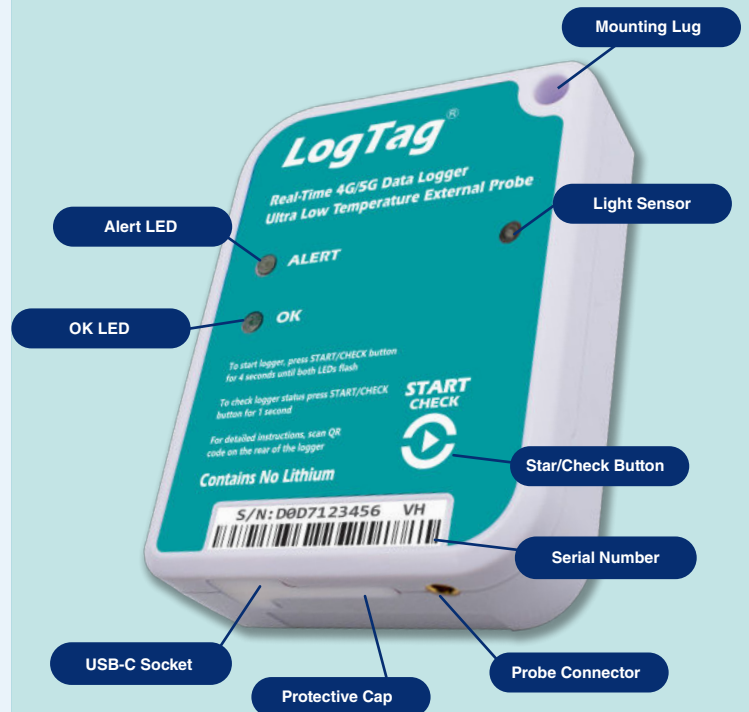 Mounting Lug
LogTag®
Real-Time 4G/5G Data Logger
Ultra Low Temperature External Probe
Light Sensor
Alert LED
ALERT
OK LED
OK
To start logger, press START/CHECK button
for 4 seconds until both LEDs flash
To check logger status press START/CHECK
button for 1 second
For detailed instructions, scan QR
code on the rear of the logger
START
CHECK
Contains No Lithium
Star/Check Button
S/N:D0D7123456 VH
Serial Number
USB-C Socket
Probe Connector
Protective Cap